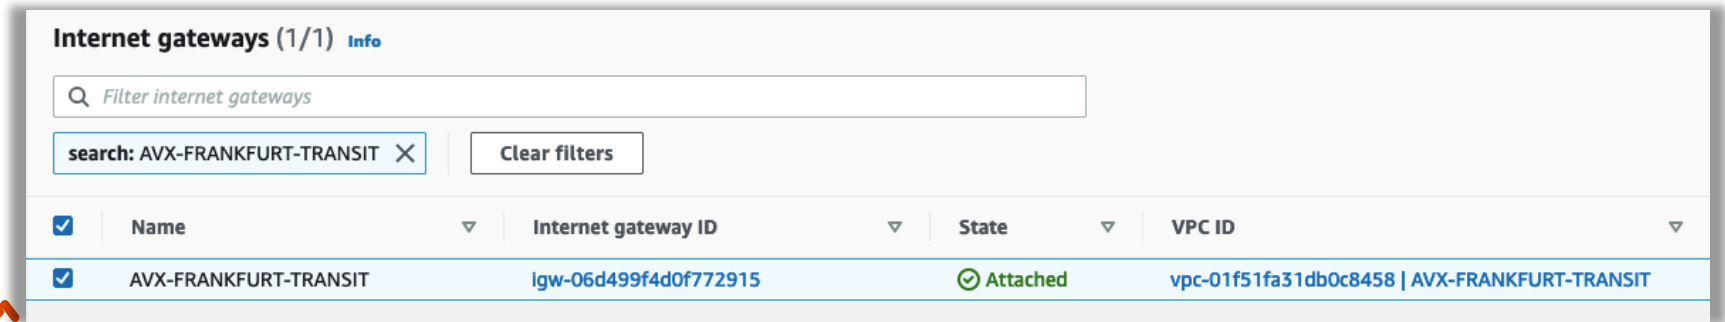 Internet gateways (1/1) Info
Filter internet gateways
search: AVX-FRANKFURT-TRANSIT Clear filters
Name Internet gateway ID State VPC ID
AVX-FRANKFURT-TRANSIT igw-06d499f4d0f772915 Attached vpc-01f51fa31db0c8458 | AVX-FRANKFURT-TRANSIT